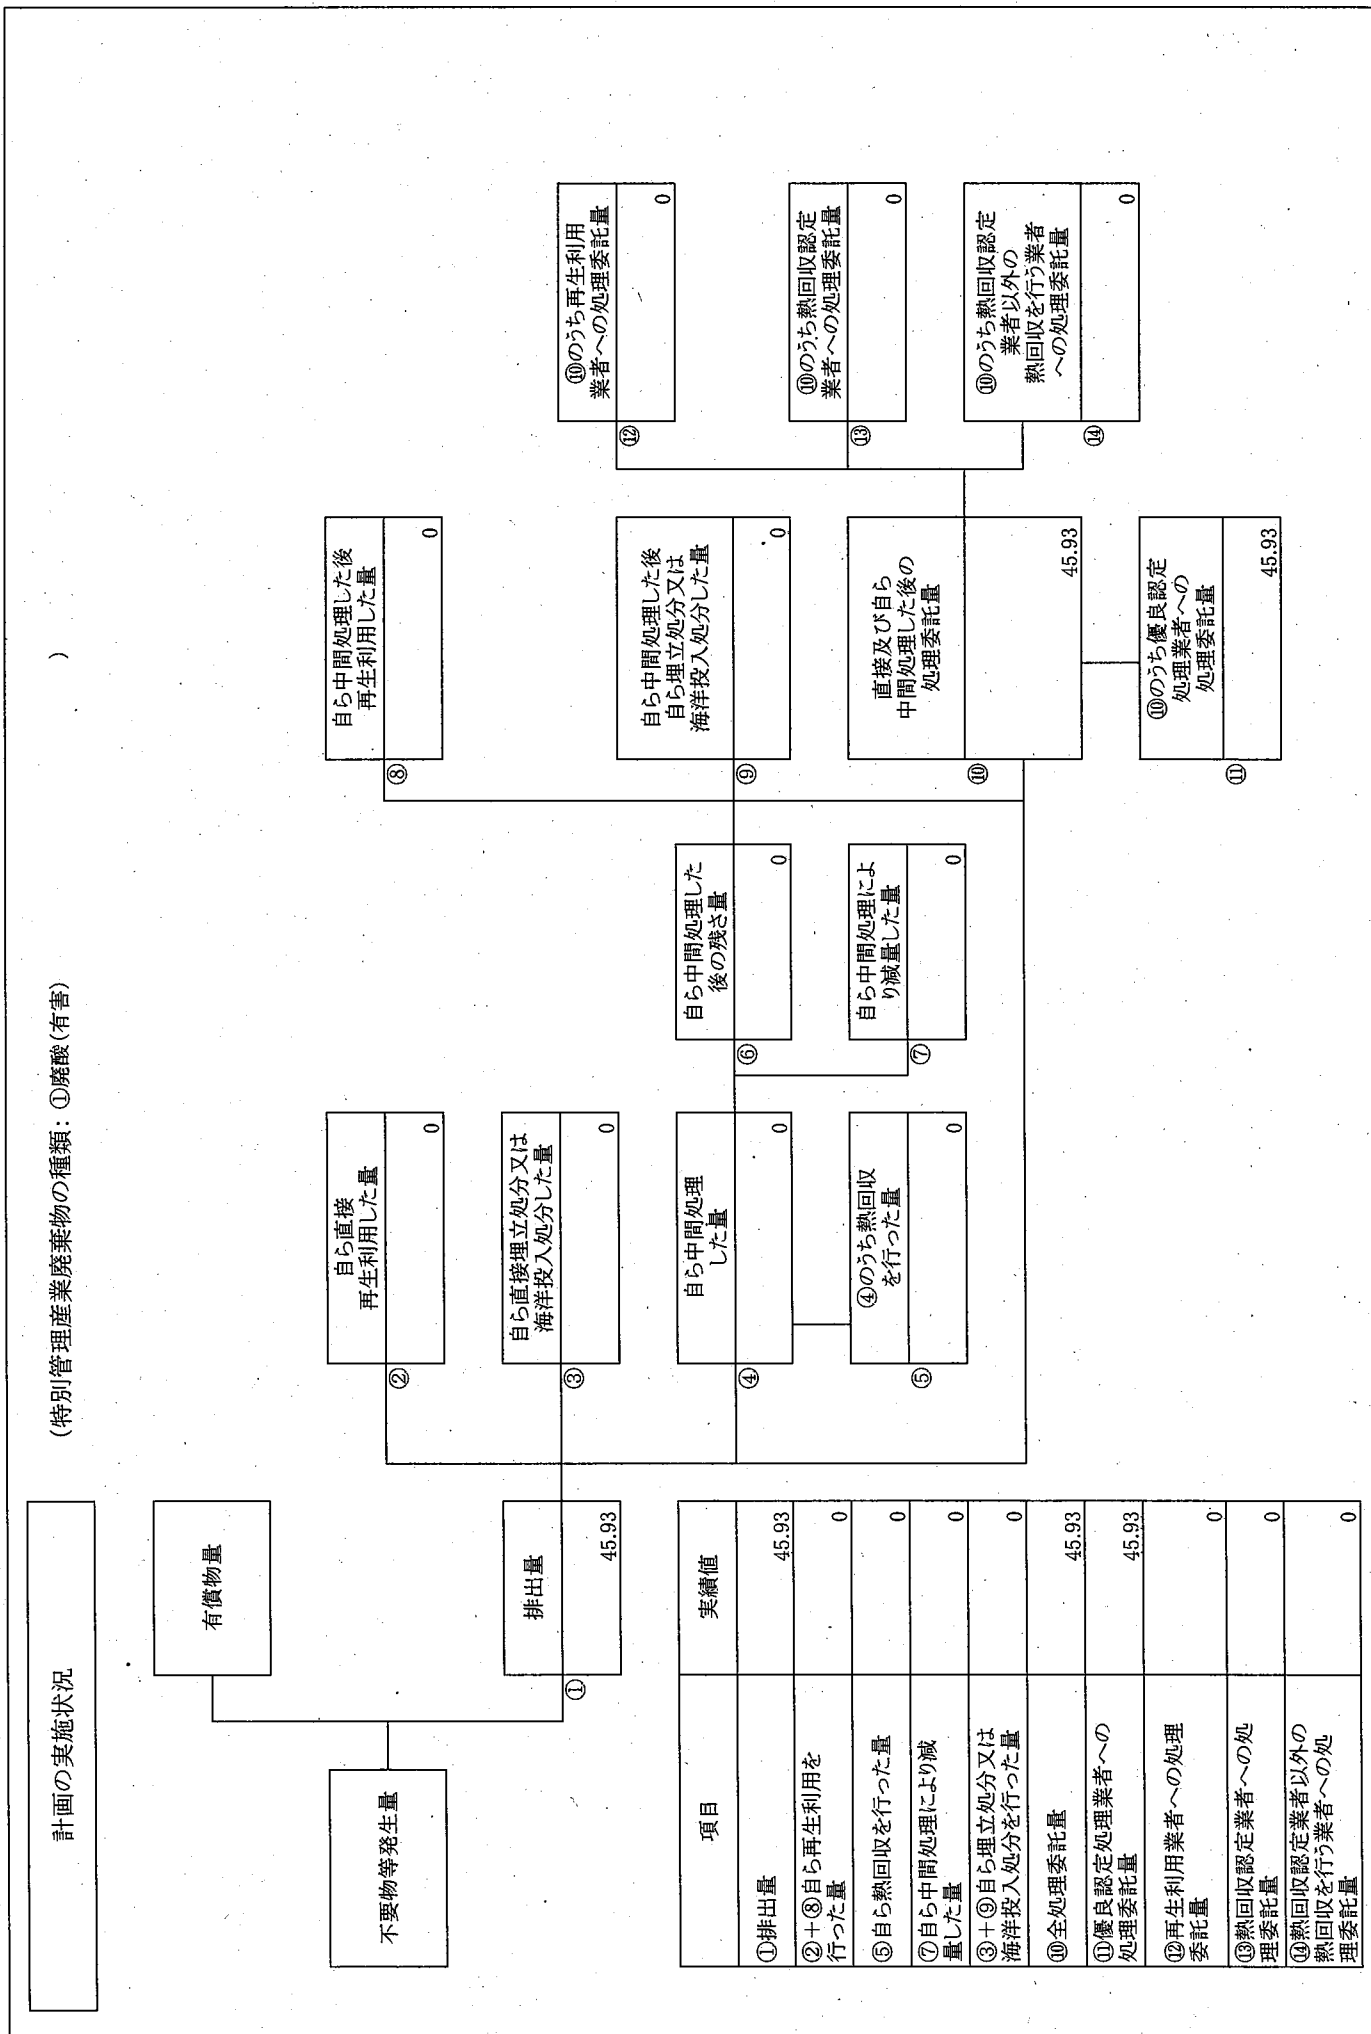 計画の実施状況
(特別管理産業廃棄物の種類:①廃酸(有害)
)
不要物等発生量
有償物量
①
排出量
45.93
②
自ら直接
再生利用した量
0
③
自ら直接埋立処分又は
海洋投入処分した量
0
④
自ら中間処理
した量
0
⑤
④のうち熱回収
を行った量
0
⑥
自ら中間処理した
後の残さ量
0
⑦
自ら中間処理によ
り減量した量
0
⑧
自ら中間処理した後
再生利用した量
0
⑨
自ら中間処理した後
自ら埋立処分又は
海洋投入処分した量
0
⑩
直接及び自ら
中間処理した後の
処理委託量
45.93
⑪
⑩のうち優良認定
処理業者への
処理委託量
45.93
⑫
⑩のうち再生利用
業者への処理委託量
0
⑬
⑩のうち熱回収認定
業者への処理委託量
0
⑭
⑩のうち熱回収認定
業者以外の
熱回収を行う業者
への処理委託量
0
項目
実績値
①排出量
45.93
②+⑧自ら再生利用を
行った量
0
⑤自ら熱回収を行った量
0
⑦自ら中間処理により減
量した量
0
③+⑨自ら埋立処分又は
海洋投入処分を行った量
0
⑩全処理委託量
45.93
⑪優良認定処理業者への
処理委託量
45.93
⑫再生利用業者への処理
委託量
0
⑬熱回収認定業者への処
理委託量
0
⑭熱回収認定業者以外の
熱回収を行う業者への処
理委託量
0